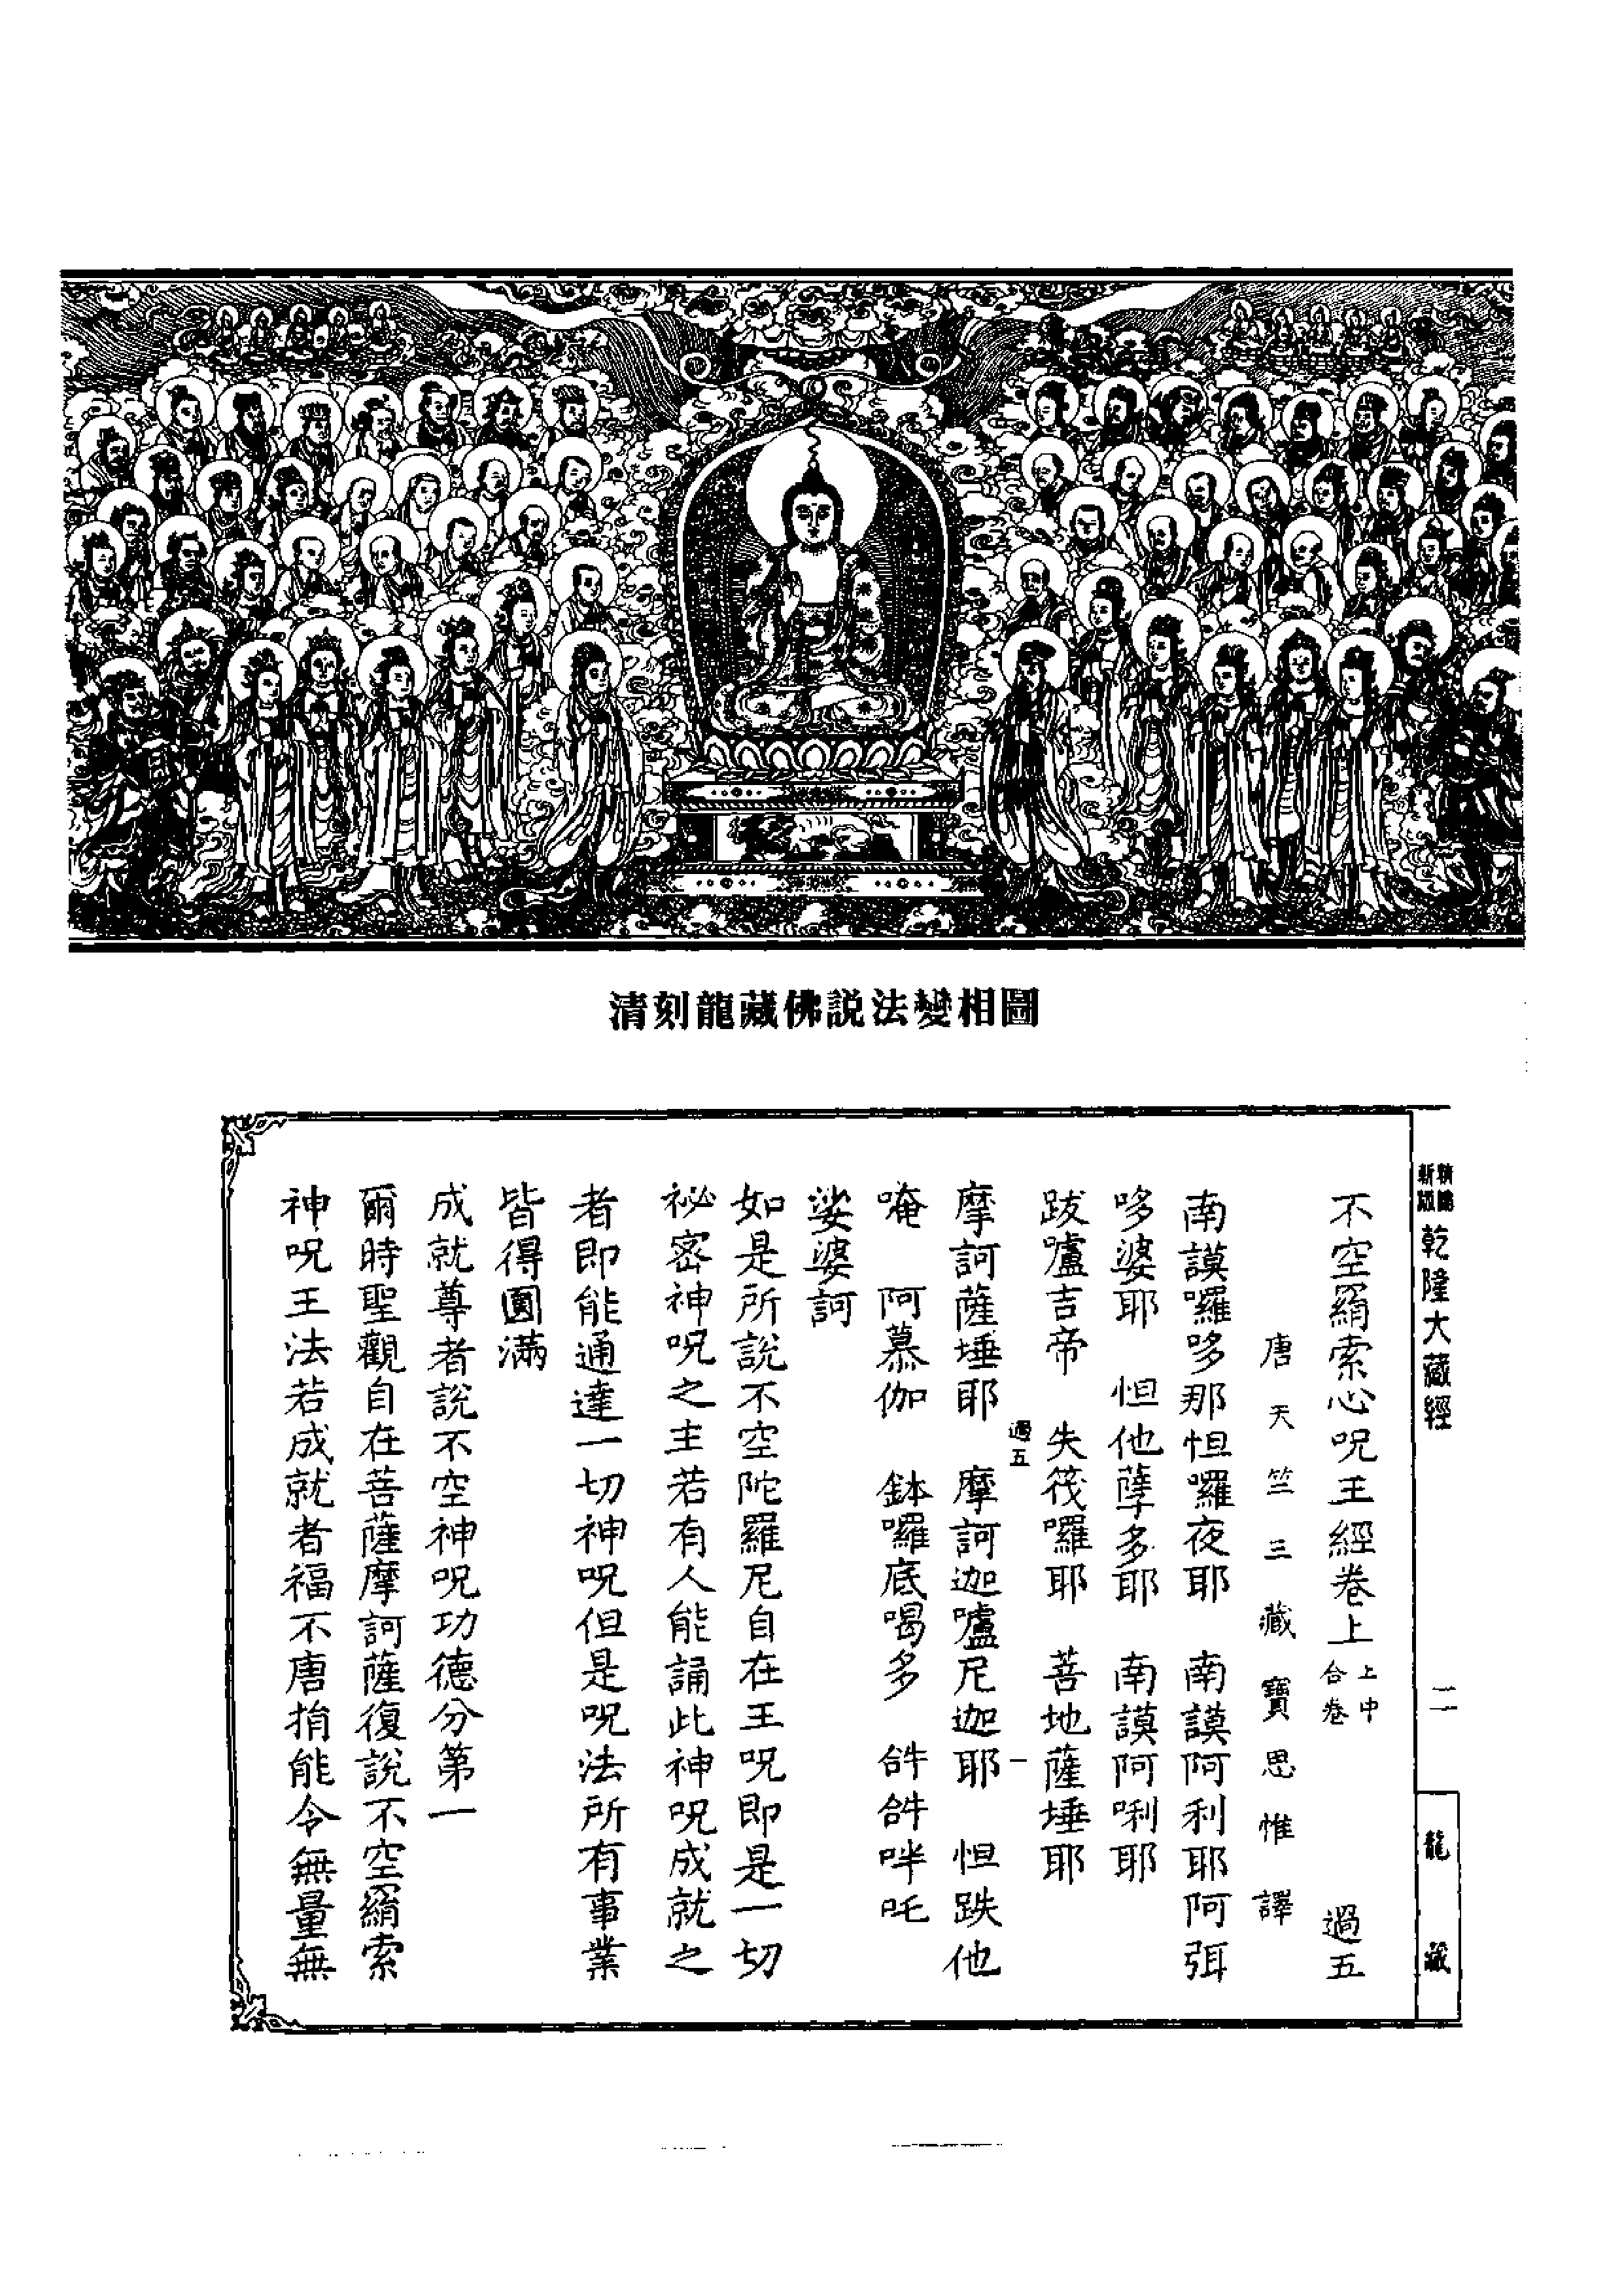 清刻龍藏佛説法變相圖
新版
乾隆大藏經
二
龍藏
不空羂索心呪王經卷上 上中合卷 過五
唐天竺三藏寶思惟譯
南謨囉哆那怛囉夜耶 南謨阿利耶阿弭
哆婆耶 怛他孽多耶 南謨阿唎耶
跋嚧吉帝 失筏囉耶 菩地薩埵耶
過五 一
摩訶薩埵耶 摩訶迦嚧尼迦耶 怛跌他
唵 阿慕伽 鉢囉底喝多 𤙖𤙖吽吒
娑婆訶
如是所説不空陀羅尼自在王呪即是一切
祕密神呪之主若有人能誦此神呪成就之
者即能通達一切神呪但是呪法所有事業
皆得圓滿
成就尊者説不空神呪功德分第一
爾時聖觀自在菩薩摩訶薩復説不空羂索
神呪王法若成就者福不唐捐能令無量無